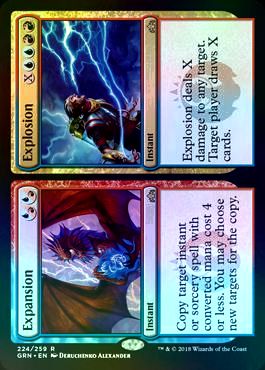 Explosion X
Instant
Explosion deals X
damage to any target.
Target player draws X
cards.
Expansion
Instant
Copy target instant
or sorcery spell with
converted mana cost 4
or less. You may choose
new targets for the copy.
224/259 R
GRN • EN DERUCHENKO ALEXANDER
™ & © 2018 Wizards of the Coast